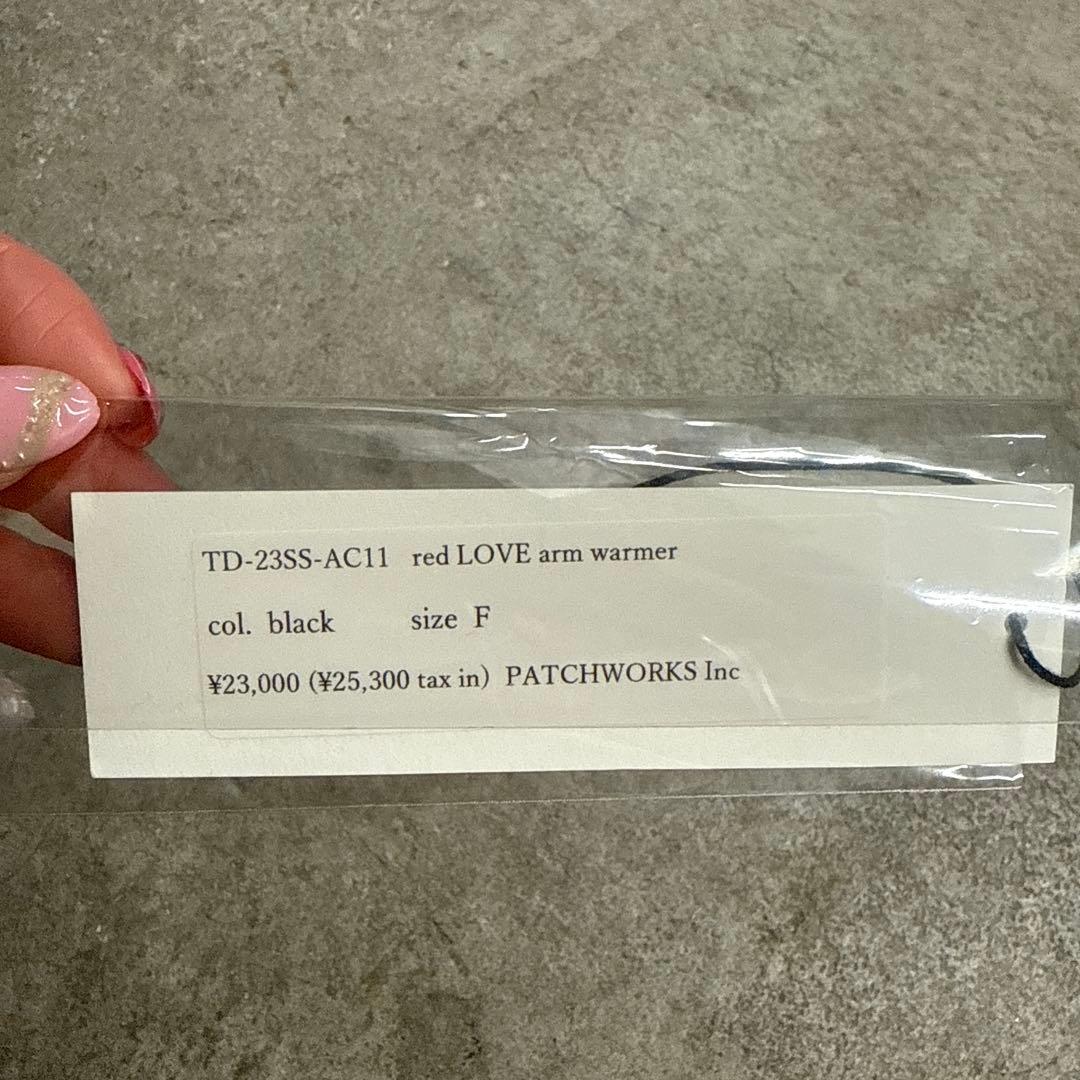 TD-23SS-AC11 red LOVE arm warmer
col. black size F
¥23,000 (¥25,300 tax in) PATCHWORKS Inc